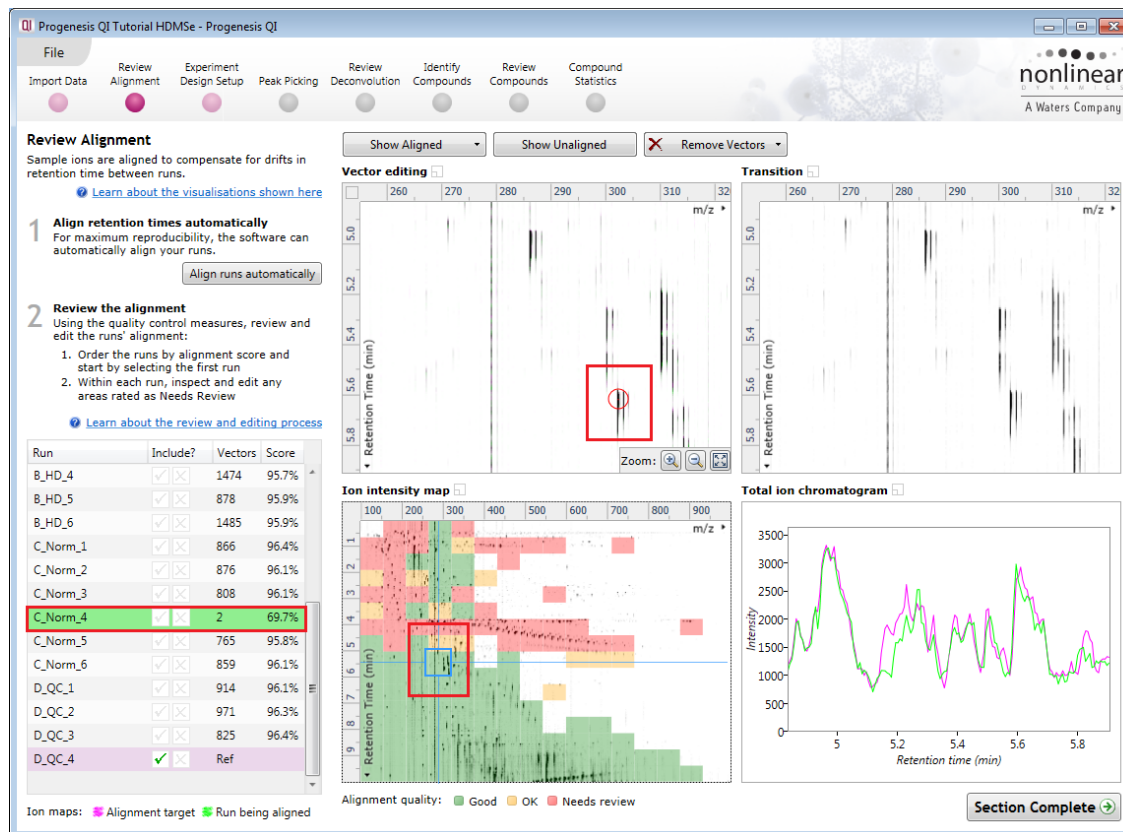 QI Progenesis QI Tutorial HDMSe - Progenesis QI
File
Import Data
Review Alignment
Experiment Design Setup
Peak Picking
Review Deconvolution
Identify Compounds
Review Compounds
Compound Statistics
nonlinear
DYNAMICS
A Waters Company
Review Alignment
Sample ions are aligned to compensate for drifts in
retention time between runs.
Learn about the visualisations shown here
1 Align retention times automatically
For maximum reproducibility, the software can
automatically align your runs.
Align runs automatically
2 Review the alignment
Using the quality control measures, review and
edit the runs' alignment:
1. Order the runs by alignment score and
start by selecting the first run
2. Within each run, inspect and edit any
areas rated as Needs Review
Learn about the review and editing process
Run Include? Vectors Score
B_HD_4 1474 95.7%
B_HD_5 878 95.9%
B_HD_6 1485 95.9%
C_Norm_1 866 96.4%
C_Norm_2 876 96.1%
C_Norm_3 808 96.1%
C_Norm_4 2 69.7%
C_Norm_5 765 95.8%
C_Norm_6 859 96.1%
D_QC_1 914 96.1%
D_QC_2 971 96.3%
D_QC_3 825 96.4%
D_QC_4 Ref
Ion maps: Alignment target Run being aligned
Show Aligned Show Unaligned Remove Vectors
Vector editing
260 270 280 290 300 310 32
m/z
5.0
5.2
5.4
5.6
5.8
Retention Time (min)
Zoom:
Transition
260 270 280 290 300 310 32
m/z
5.0
5.2
5.4
5.6
5.8
Retention Time (min)
Ion intensity map
100 200 300 400 500 600 700 800 900
m/z
1
2
3
4
5
6
7
8
9
Retention Time (min)
Alignment quality: Good OK Needs review
Total ion chromatogram
3500
3000
2500
2000
1500
1000
500
0
Intensity
5 5.2 5.4 5.6 5.8
Retention time (min)
Section Complete